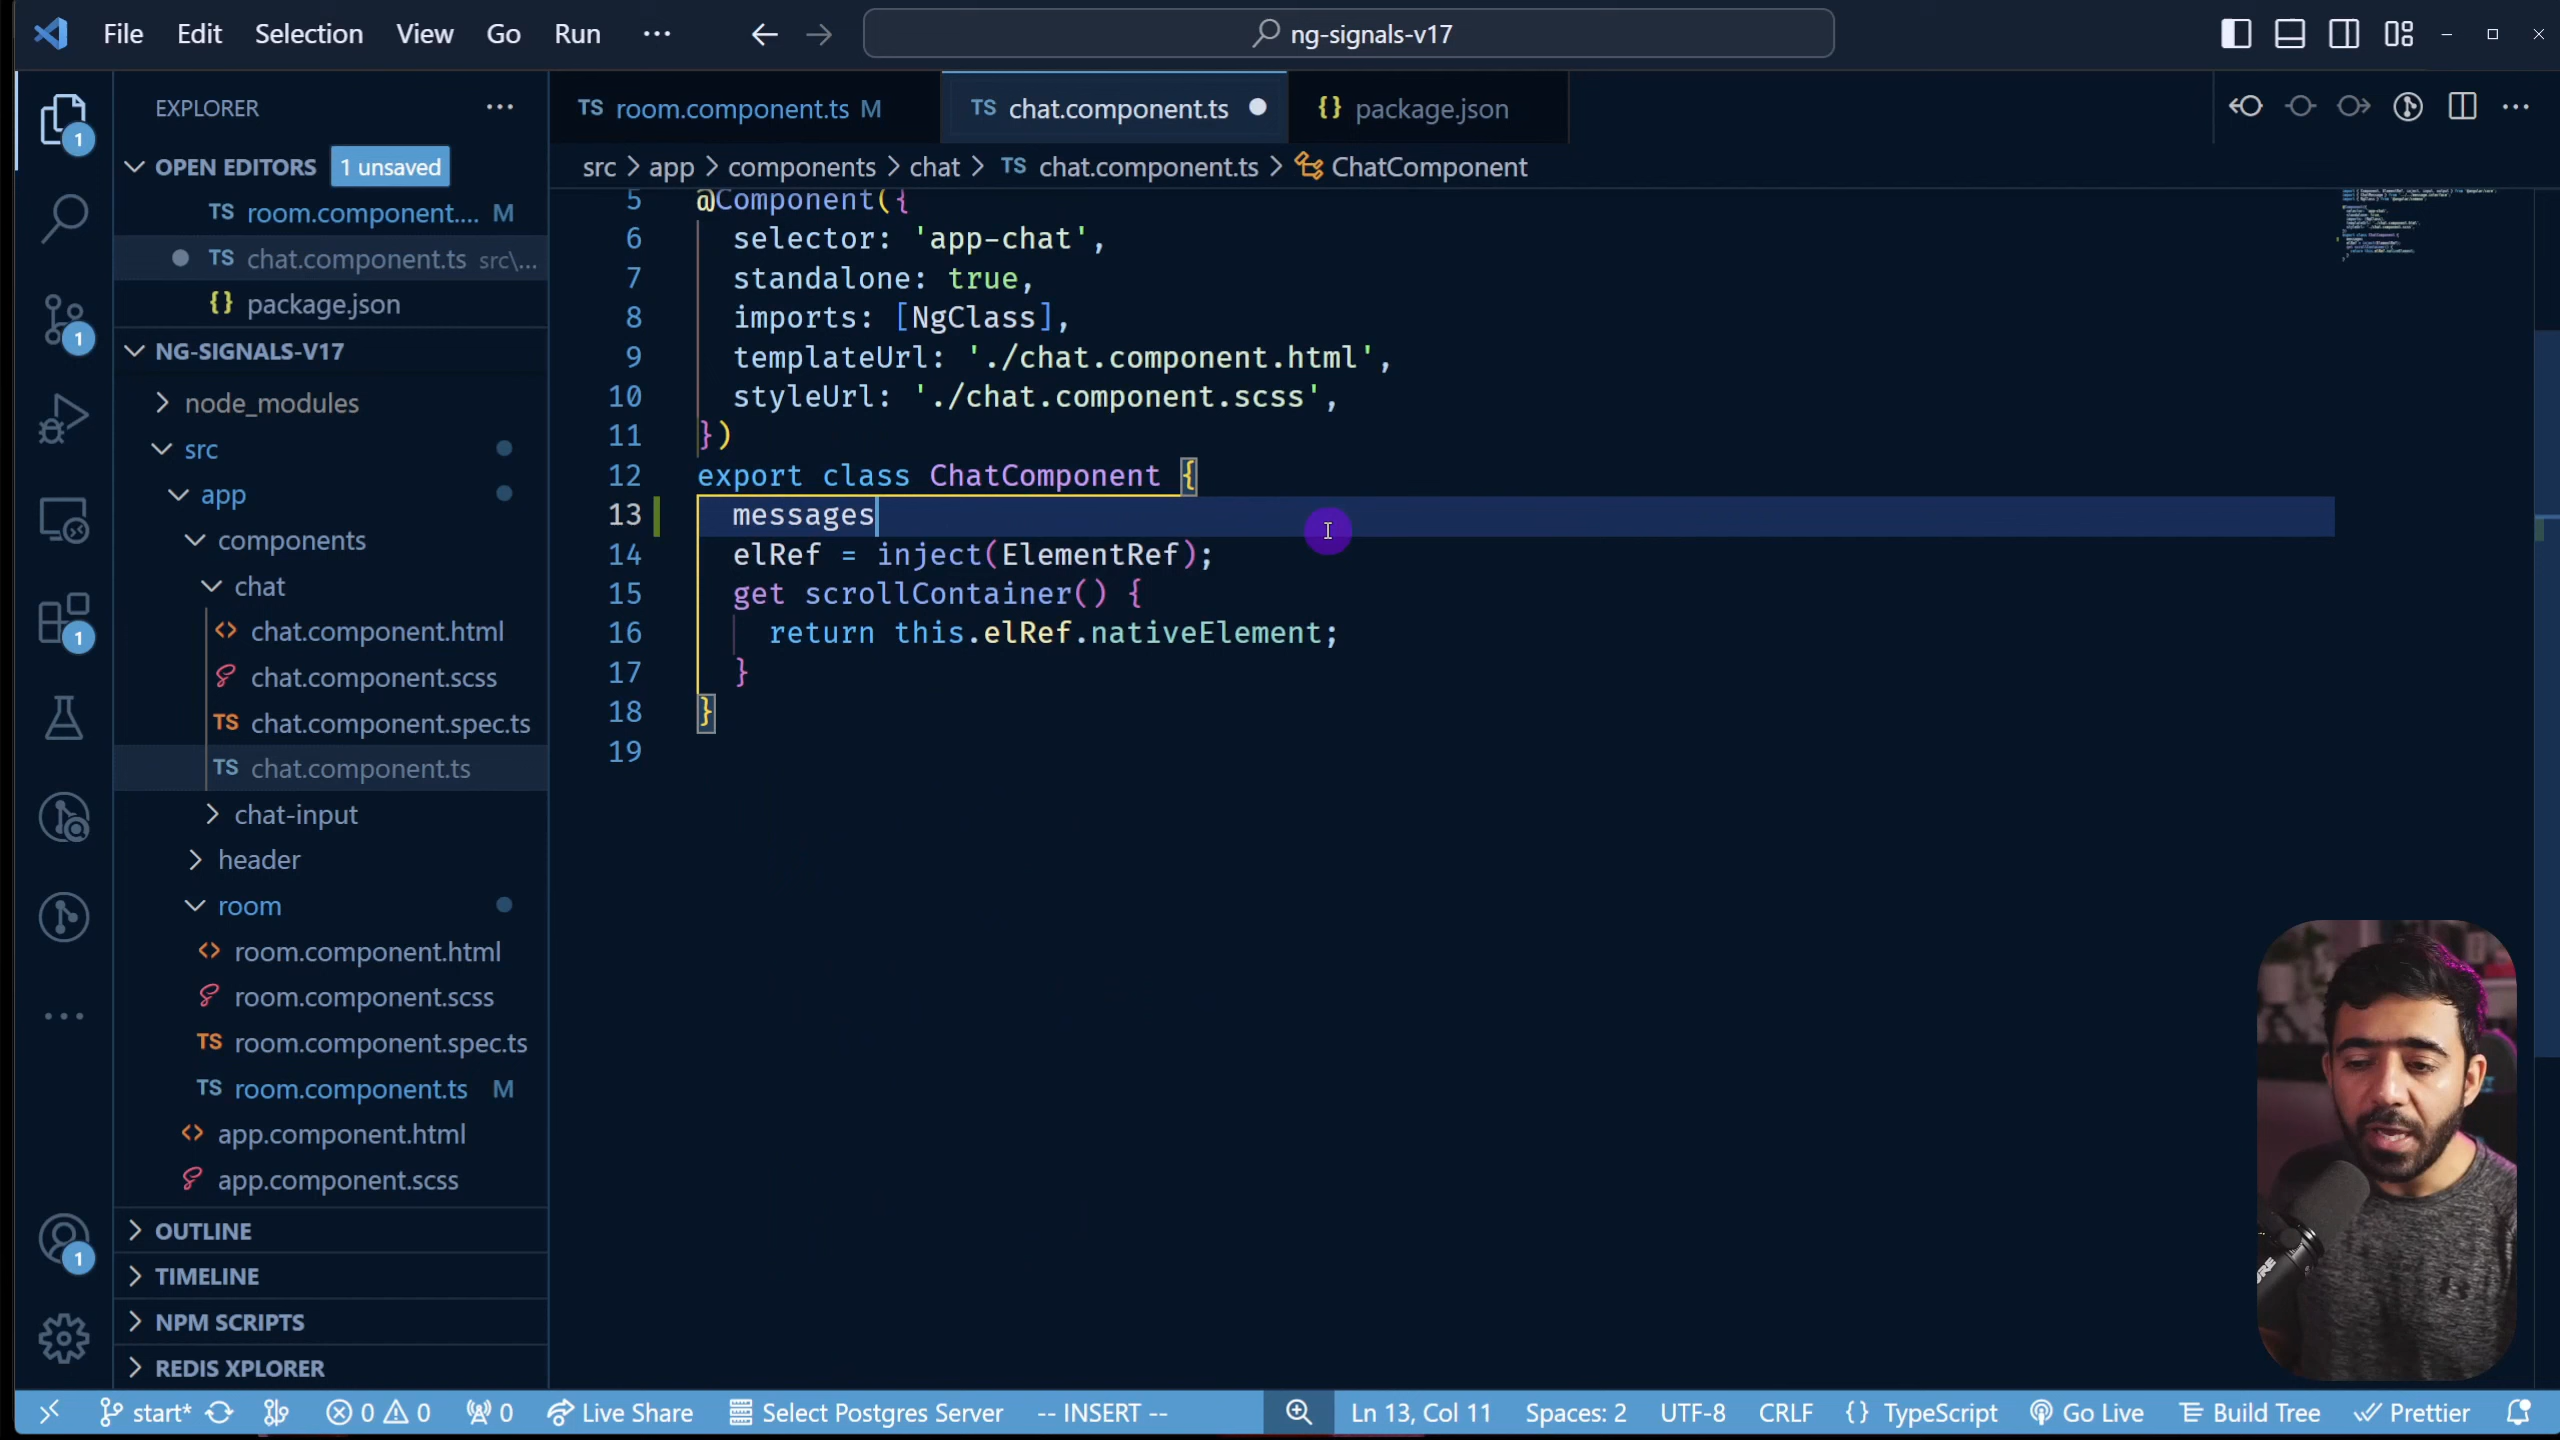 File Edit Selection View Go Run ···
ng-signals-v17
EXPLORER
TS room.component.ts M
TS chat.component.ts
{} package.json
OPEN EDITORS 1 unsaved
src > app > components > chat > TS chat.component.ts > ChatComponent
TS room.component.... M
TS chat.component.ts src\...
{} package.json
NG-SIGNALS-V17
node_modules
src
app
components
chat
chat.component.html
chat.component.scss
TS chat.component.spec.ts
TS chat.component.ts
chat-input
header
room
room.component.html
room.component.scss
TS room.component.spec.ts
TS room.component.ts M
app.component.html
app.component.scss
OUTLINE
TIMELINE
NPM SCRIPTS
REDIS XPLORER
1
1
1
1
5 @Component({
6 selector: 'app-chat',
7 standalone: true,
8 imports: [NgClass],
9 templateUrl: './chat.component.html',
10 styleUrl: './chat.component.scss',
11 })
12 export class ChatComponent {
13 messages
14 elRef = inject(ElementRef);
15 get scrollContainer() {
16 return this.elRef.nativeElement;
17 }
18 }
19
start* 0 0 0 Live Share Select Postgres Server -- INSERT -- Ln 13, Col 11 Spaces: 2 UTF-8 CRLF {} TypeScript Go Live Build Tree Prettier